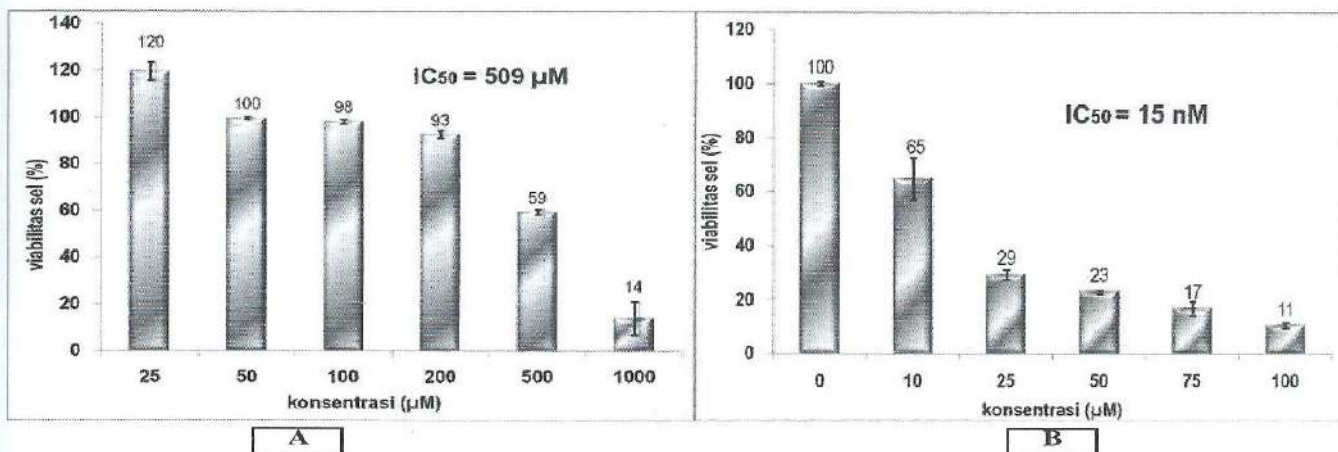 140
120
100
80
60
40
20
0
viabilitas sel (%)
120
100
98
93
59
14
IC50 = 509 µM
25 50 100 200 500 1000
konsentrasi (µM)
A
120
100
80
60
40
20
0
viabilitas sel (%)
100
65
29
23
17
11
IC50 = 15 nM
0 10 25 50 75 100
konsentrasi (µM)
B